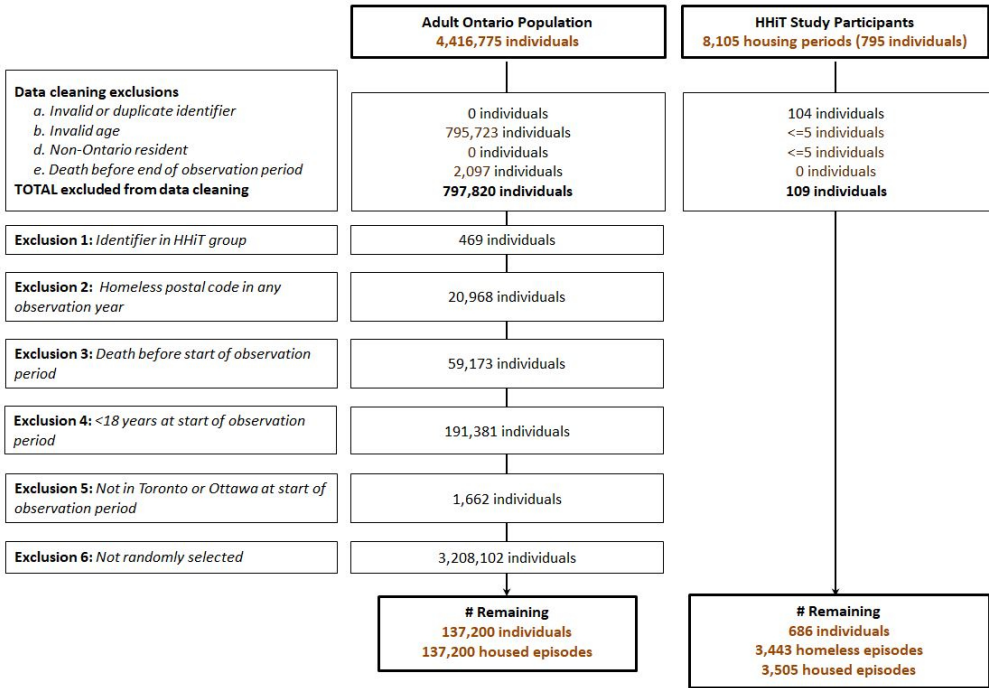 Adult Ontario Population
4,416,775 individuals
HHiT Study Participants
8,105 housing periods (795 individuals)
Data cleaning exclusions
a. Invalid or duplicate identifier
b. Invalid age
d. Non-Ontario resident
e. Death before end of observation period
TOTAL excluded from data cleaning
0 individuals
795,723 individuals
0 individuals
2,097 individuals
797,820 individuals
104 individuals
<=5 individuals
<=5 individuals
0 individuals
109 individuals
Exclusion 1: Identifier in HHiT group
469 individuals
Exclusion 2: Homeless postal code in any
observation year
20,968 individuals
Exclusion 3: Death before start of observation
period
59,173 individuals
Exclusion 4: <18 years at start of observation
period
191,381 individuals
Exclusion 5: Not in Toronto or Ottawa at start of
observation period
1,662 individuals
Exclusion 6: Not randomly selected
3,208,102 individuals
# Remaining
137,200 individuals
137,200 housed episodes
# Remaining
686 individuals
3,443 homeless episodes
3,505 housed episodes